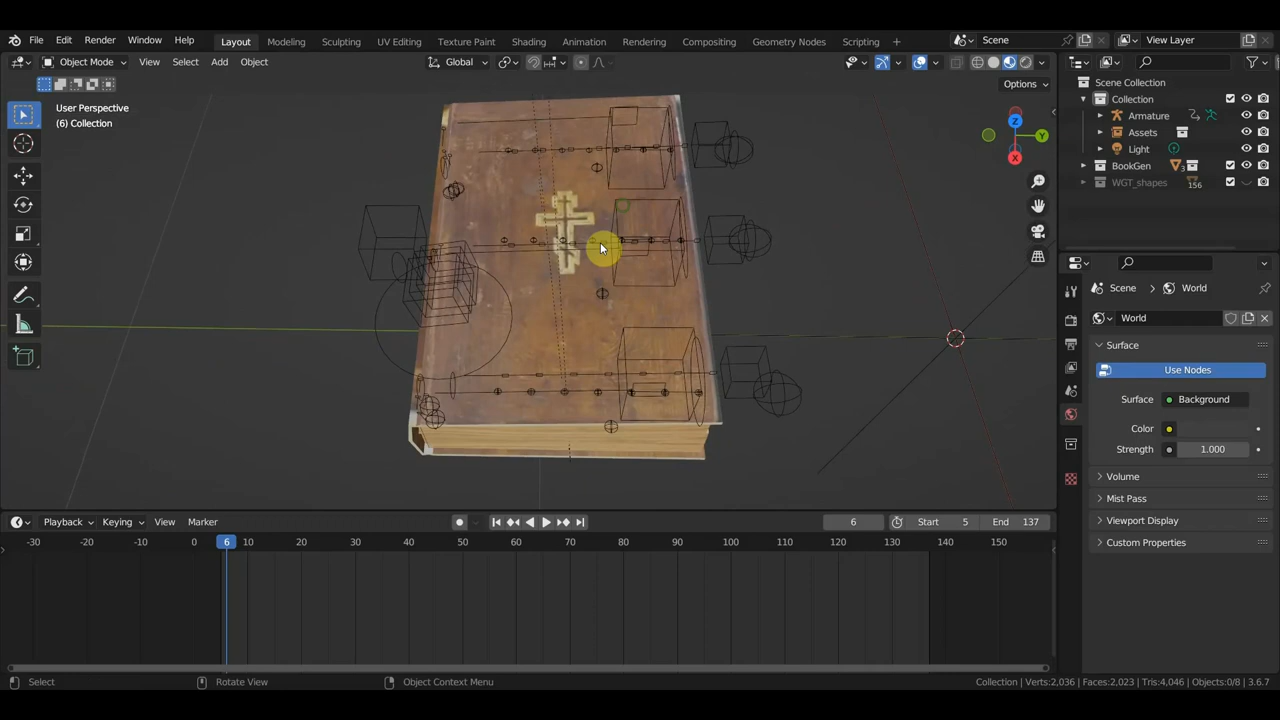 File Edit Render Window Help Layout Modeling Sculpting UV Editing Texture Paint Shading Animation Rendering Compositing Geometry Nodes Scripting + Scene View Layer
Object Mode View Select Add Object Global
Options
User Perspective
(6) Collection
Z
Y
X
Scene Collection
Collection
Armature
Assets
Light
BookGen 3
WGT_shapes 156
Scene World
World
Surface
Use Nodes
Surface Background
Color
Strength 1.000
Volume
Mist Pass
Viewport Display
Custom Properties
Playback Keying View Marker 6 Start 5 End 137
-30 -20 -10 0 6 10 20 30 40 50 60 70 80 90 100 110 120 130 140 150
Select Rotate View Object Context Menu Collection | Verts:2,036 | Faces:2,023 | Tris:4,046 | Objects:0/8 | 3.6.7